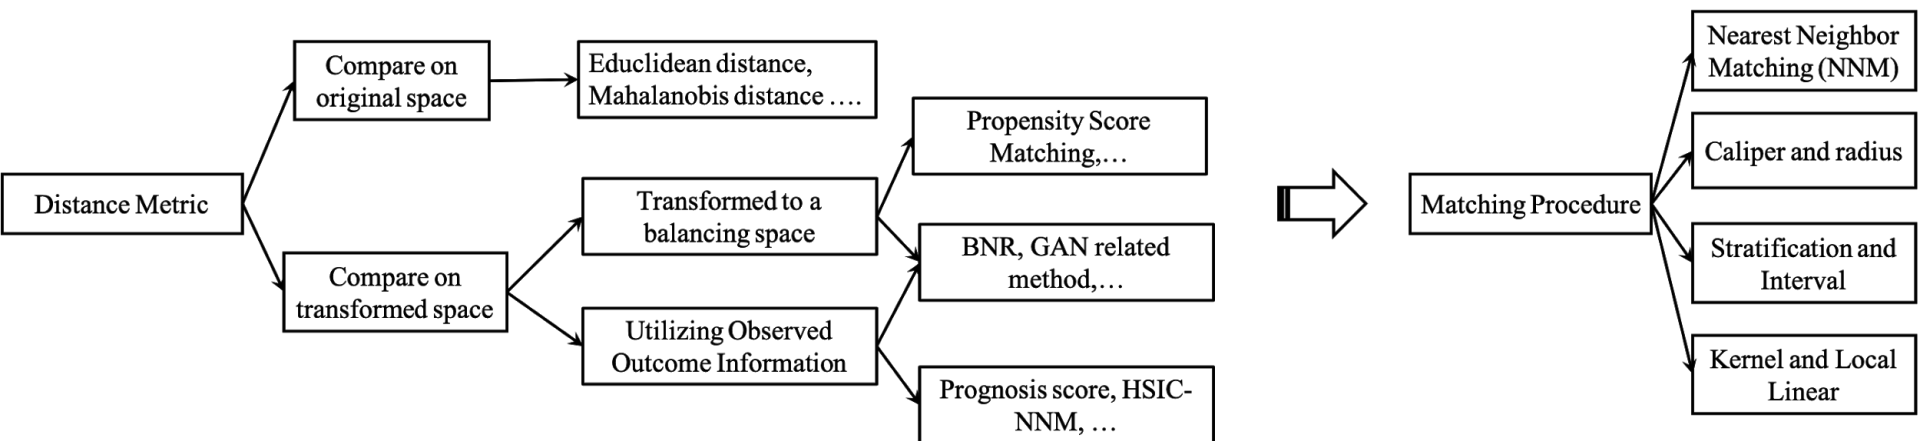 Distance Metric
Compare on
original space
Educlidean distance,
Mahalanobis distance ....
Compare on
transformed space
Transformed to a
balancing space
Utilizing Observed
Outcome Information
Propensity Score
Matching,...
BNR, GAN related
method,...
Prognosis score, HSIC-
NNM, ...
Matching Procedure
Nearest Neighbor
Matching (NNM)
Caliper and radius
Stratification and
Interval
Kernel and Local
Linear